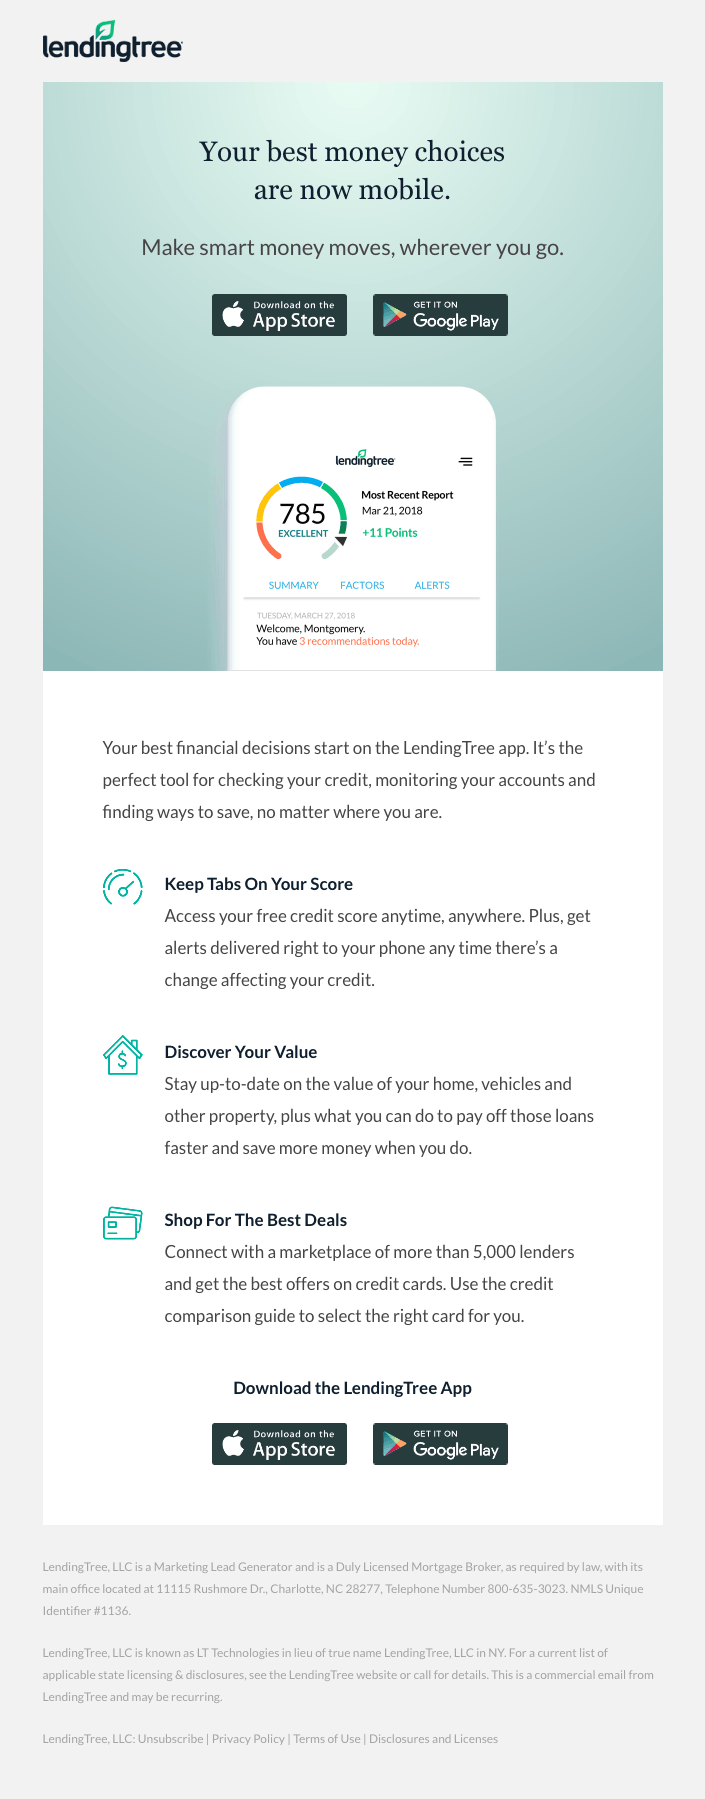 lendingtree
Your best money choices
are now mobile.
Make smart money moves, wherever you go.
Download on the
App Store
GET IT ON
Google Play
lendingtree
785
EXCELLENT
Most Recent Report
Mar 21, 2018
+11 Points
SUMMARY FACTORS ALERTS
TUESDAY, MARCH 27, 2018
Welcome, Montgomery.
You have 3 recommendations today.
Your best financial decisions start on the LendingTree app. It’s the
perfect tool for checking your credit, monitoring your accounts and
finding ways to save, no matter where you are.
Keep Tabs On Your Score
Access your free credit score anytime, anywhere. Plus, get
alerts delivered right to your phone any time there’s a
change affecting your credit.
Discover Your Value
Stay up-to-date on the value of your home, vehicles and
other property, plus what you can do to pay off those loans
faster and save more money when you do.
Shop For The Best Deals
Connect with a marketplace of more than 5,000 lenders
and get the best offers on credit cards. Use the credit
comparison guide to select the right card for you.
Download the LendingTree App
Download on the
App Store
GET IT ON
Google Play
LendingTree, LLC is a Marketing Lead Generator and is a Duly Licensed Mortgage Broker, as required by law, with its
main office located at 11115 Rushmore Dr., Charlotte, NC 28277, Telephone Number 800-635-3023. NMLS Unique
Identifier #1136.
LendingTree, LLC is known as LT Technologies in lieu of true name LendingTree, LLC in NY. For a current list of
applicable state licensing & disclosures, see the LendingTree website or call for details. This is a commercial email from
LendingTree and may be recurring.
LendingTree, LLC: Unsubscribe | Privacy Policy | Terms of Use | Disclosures and Licenses